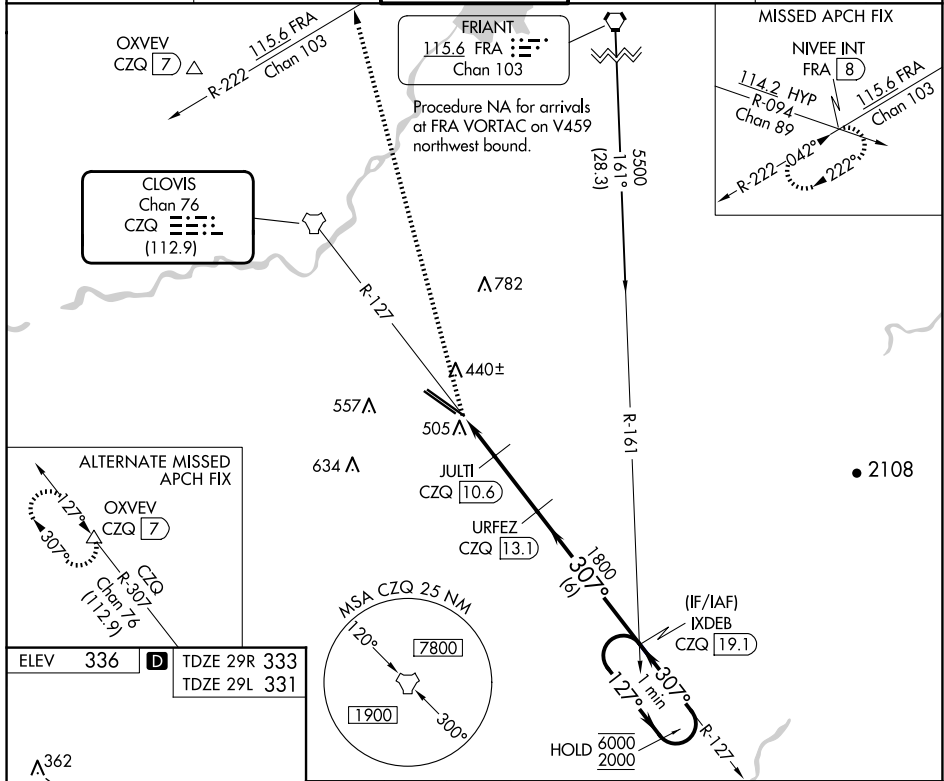 OXVEV
CZQ 7
115.6 FRA
R-222 Chan 103
FRIANT
115.6 FRA
Chan 103
Procedure NA for arrivals
at FRA VORTAC on V459
northwest bound.
MISSED APCH FIX
NIVEE INT
FRA 8
114.2 HYP
R-094
Chan 89
115.6 FRA
Chan 103
R-222
042°
222°
5500
161°
(28.3)
CLOVIS
Chan 76
CZQ
(112.9)
R-127
782
440±
557
505
634
R-161
2108
JULTI
CZQ 10.6
URFEZ
CZQ 13.1
1800
307°
(6)
(IF/IAF)
IXDEB
CZQ 19.1
307°
1 min
127°
R-127
HOLD 6000
2000
ALTERNATE MISSED
APCH FIX
OXVEV
CZQ 7
127°
307°
CZQ
R-307
Chan 76
(112.9)
MSA CZQ 25 NM
120°
7800
1900
300°
ELEV 336 D TDZE 29R 333
TDZE 29L 331
362